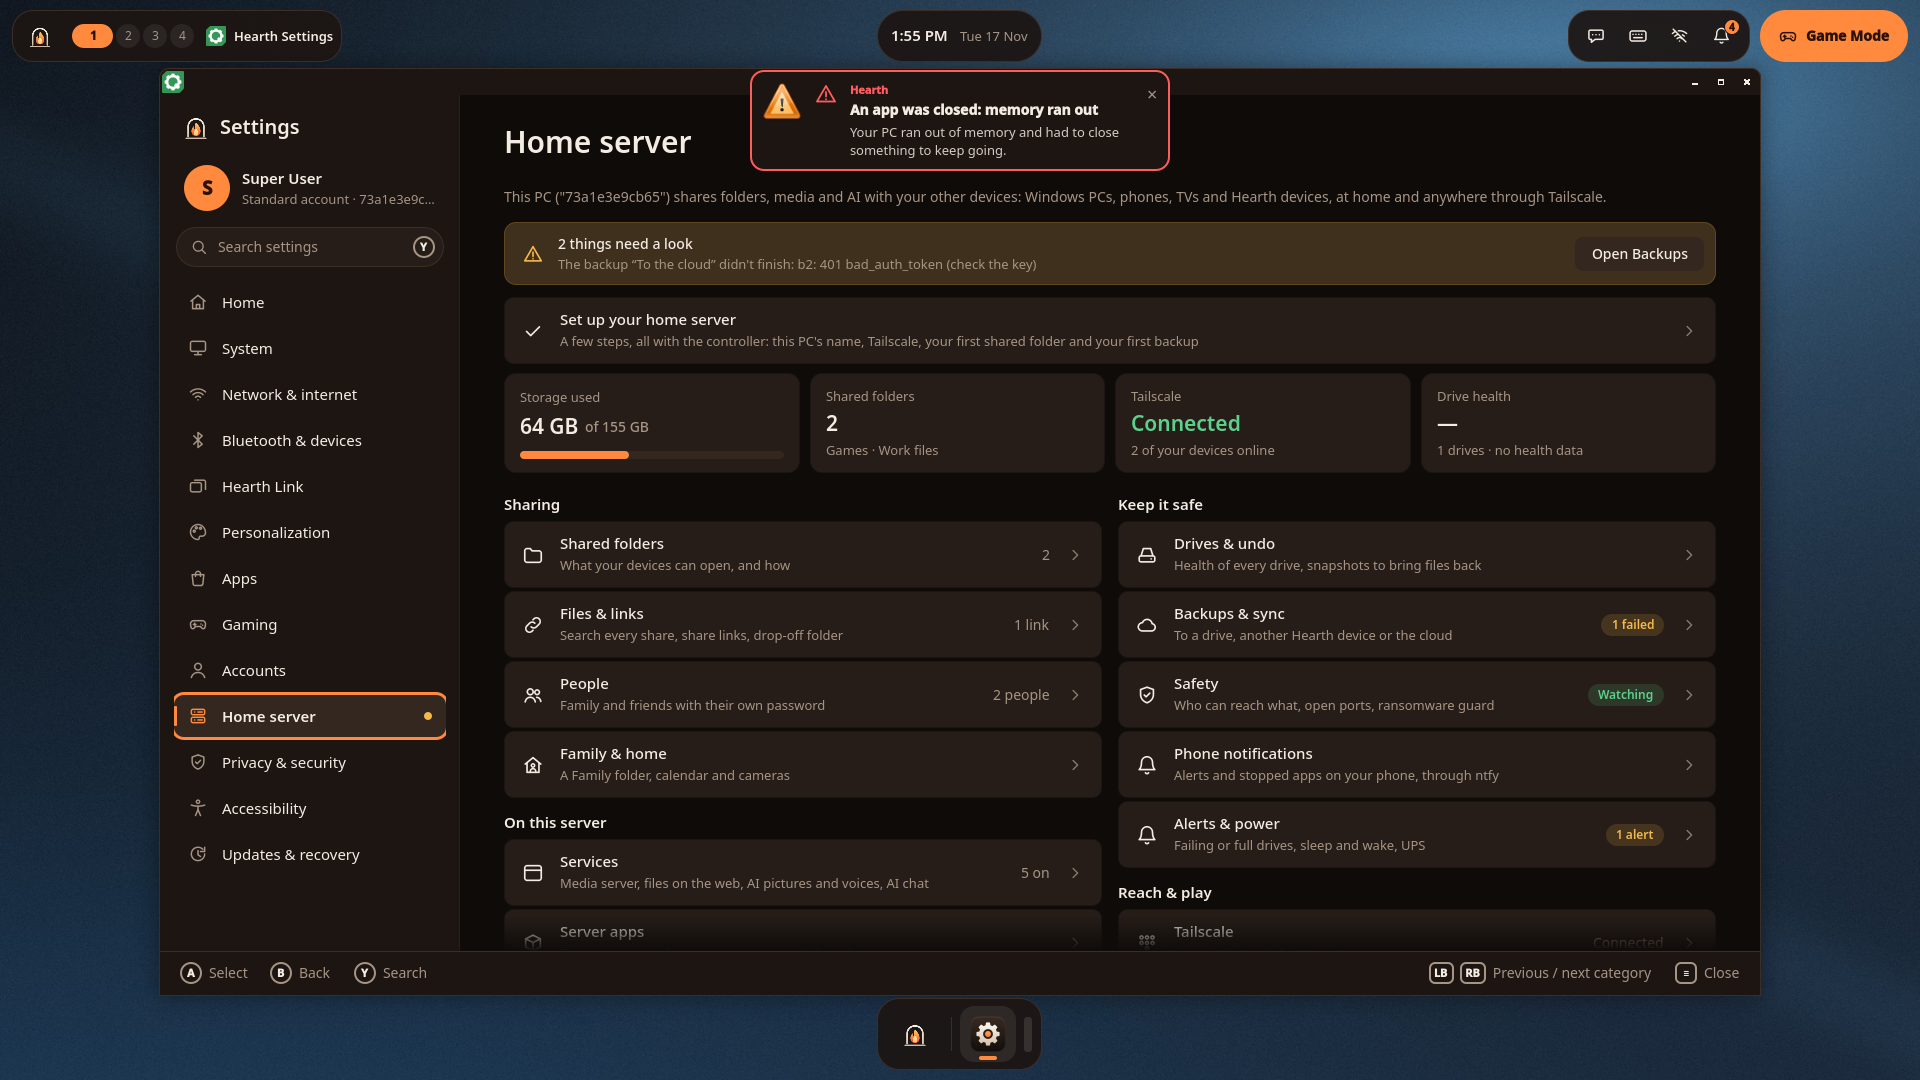 1 2 3 4 Hearth Settings
1:55 PM Tue 17 Nov
4 Game Mode
Settings
Super User
Standard account · 73a1e3e9c...
Search settings Y
Home
System
Network & internet
Bluetooth & devices
Hearth Link
Personalization
Apps
Gaming
Accounts
Home server
Privacy & security
Accessibility
Updates & recovery
Hearth
An app was closed: memory ran out
Your PC ran out of memory and had to close
something to keep going.
Home server
This PC ("73a1e3e9cb65") shares folders, media and AI with your other devices: Windows PCs, phones, TVs and Hearth devices, at home and anywhere through Tailscale.
2 things need a look
The backup "To the cloud" didn't finish: b2: 401 bad_auth_token (check the key)
Open Backups
Set up your home server
A few steps, all with the controller: this PC's name, Tailscale, your first shared folder and your first backup
Storage used
64 GB of 155 GB
Shared folders
2
Games · Work files
Tailscale
Connected
2 of your devices online
Drive health
—
1 drives · no health data
Sharing
Shared folders
What your devices can open, and how
2
Files & links
Search every share, share links, drop-off folder
1 link
People
Family and friends with their own password
2 people
Family & home
A Family folder, calendar and cameras
On this server
Services
Media server, files on the web, AI pictures and voices, AI chat
5 on
Server apps
Keep it safe
Drives & undo
Health of every drive, snapshots to bring files back
Backups & sync
To a drive, another Hearth device or the cloud
1 failed
Safety
Who can reach what, open ports, ransomware guard
Watching
Phone notifications
Alerts and stopped apps on your phone, through ntfy
Alerts & power
Failing or full drives, sleep and wake, UPS
1 alert
Reach & play
Tailscale
Connected
A Select B Back Y Search
LB RB Previous / next category Close